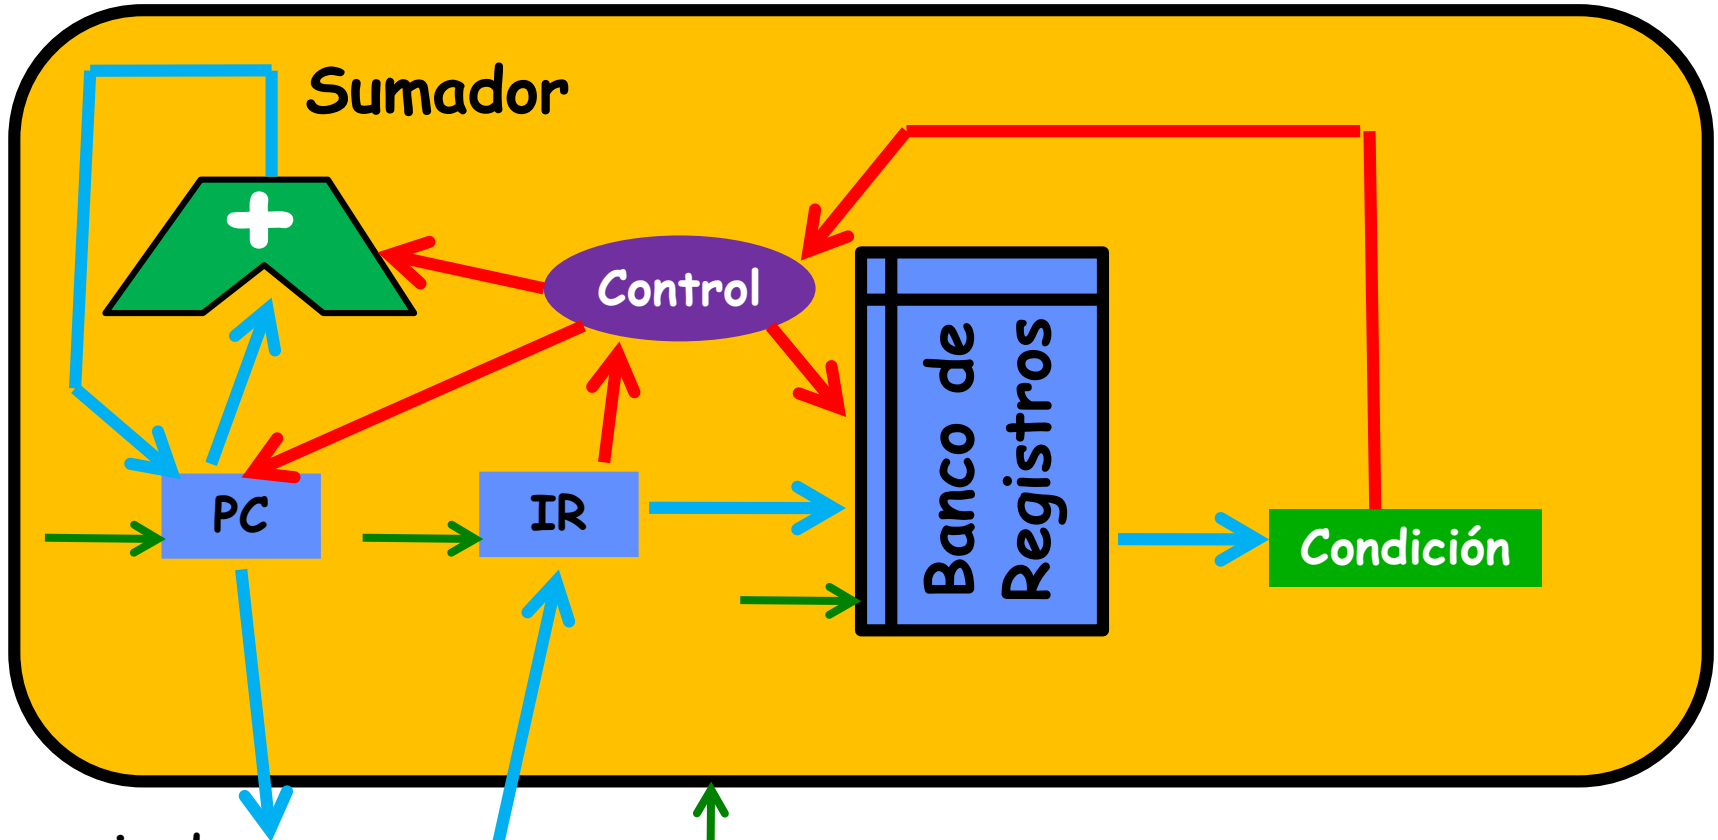 Sumador
+
Control
Banco de
Registros
PC
IR
Condición